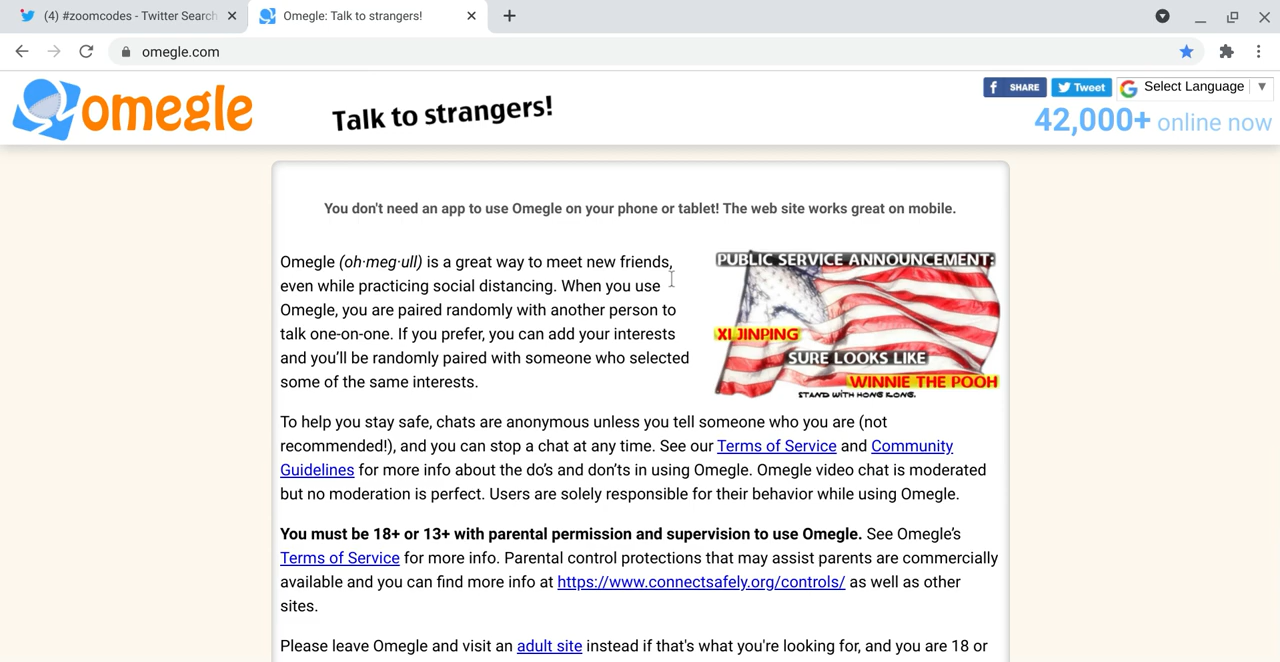 (4) #zoomcodes - Twitter Search
Omegle: Talk to strangers!
omegle.com
omegle
Talk to strangers!
f SHARE
Tweet
G Select Language ▼
42,000+ online now
You don't need an app to use Omegle on your phone or tablet! The web site works great on mobile.
Omegle (oh·meg·ull) is a great way to meet new friends,
even while practicing social distancing. When you use
Omegle, you are paired randomly with another person to
talk one-on-one. If you prefer, you can add your interests
and you’ll be randomly paired with someone who selected
some of the same interests.
PUBLIC SERVICE ANNOUNCEMENT:
XI JINPING
SURE LOOKS LIKE
WINNIE THE POOH
STAND WITH HONG KONG.
To help you stay safe, chats are anonymous unless you tell someone who you are (not
recommended!), and you can stop a chat at any time. See our Terms of Service and Community
Guidelines for more info about the do’s and don’ts in using Omegle. Omegle video chat is moderated
but no moderation is perfect. Users are solely responsible for their behavior while using Omegle.
You must be 18+ or 13+ with parental permission and supervision to use Omegle. See Omegle’s
Terms of Service for more info. Parental control protections that may assist parents are commercially
available and you can find more info at https://www.connectsafely.org/controls/ as well as other
sites.
Please leave Omegle and visit an adult site instead if that's what you're looking for, and you are 18 or